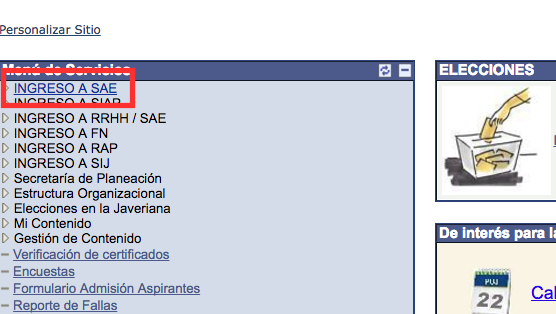 Personalizar Sitio
Menú de Servicios
INGRESO A SAE
INGRESO A SIAP
INGRESO A RRHH / SAE
INGRESO A FN
INGRESO A RAP
INGRESO A SIJ
Secretaría de Planeación
Estructura Organizacional
Elecciones en la Javeriana
Mi Contenido
Gestión de Contenido
Verificación de certificados
Encuestas
Formulario Admisión Aspirantes
Reporte de Fallas
ELECCIONES
De interés para la
PUJ
22
Cal